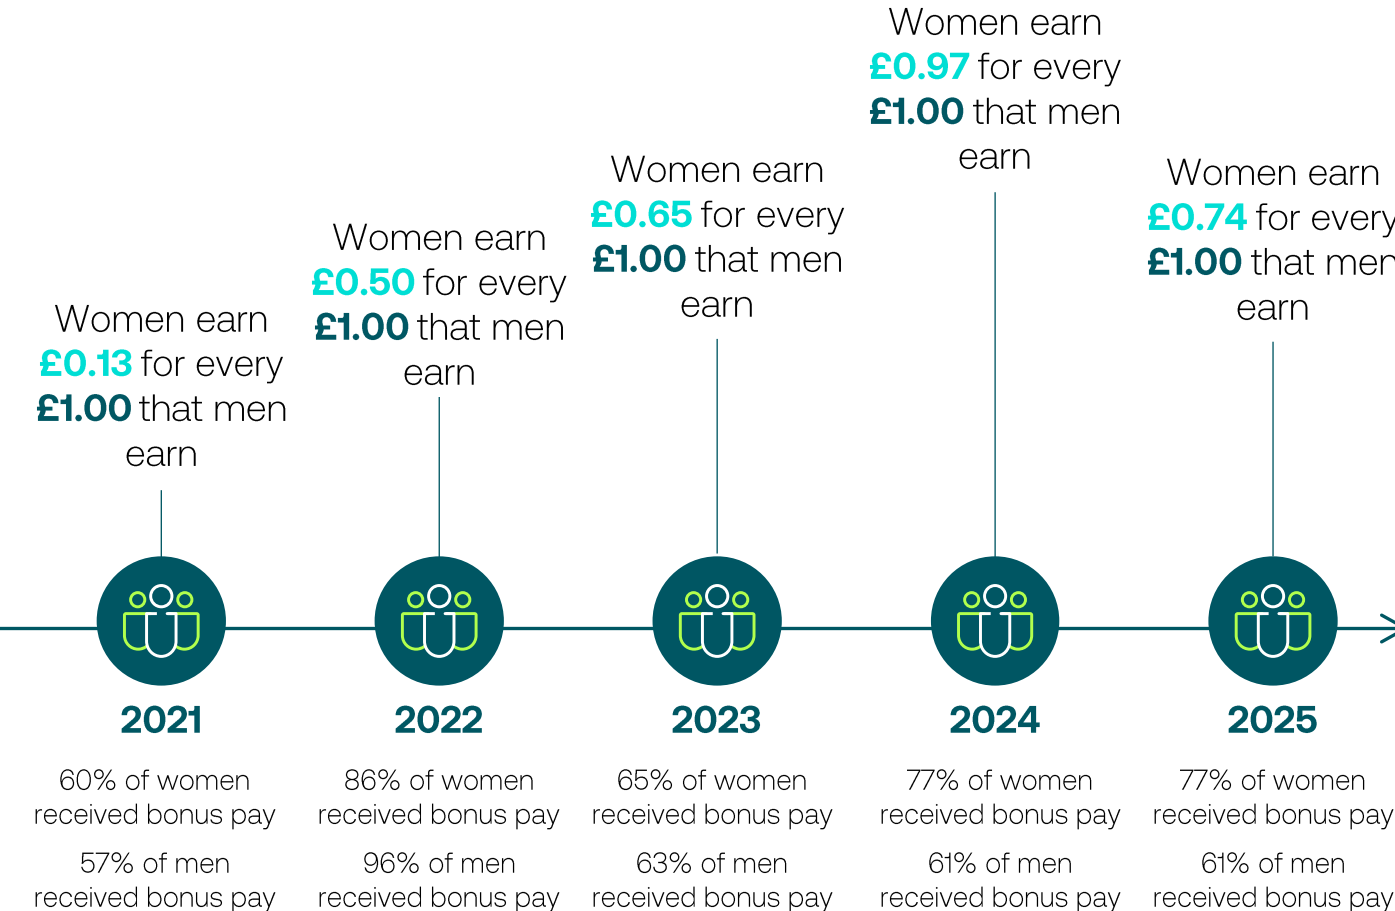 Women earn
£0.13 for every
£1.00 that men
earn
Women earn
£0.50 for every
£1.00 that men
earn
Women earn
£0.65 for every
£1.00 that men
earn
Women earn
£0.97 for every
£1.00 that men
earn
Women earn
£0.74 for every
£1.00 that men
earn
2021
60% of women
received bonus pay
57% of men
received bonus pay
2022
86% of women
received bonus pay
96% of men
received bonus pay
2023
65% of women
received bonus pay
63% of men
received bonus pay
2024
77% of women
received bonus pay
61% of men
received bonus pay
2025
77% of women
received bonus pay
61% of men
received bonus pay